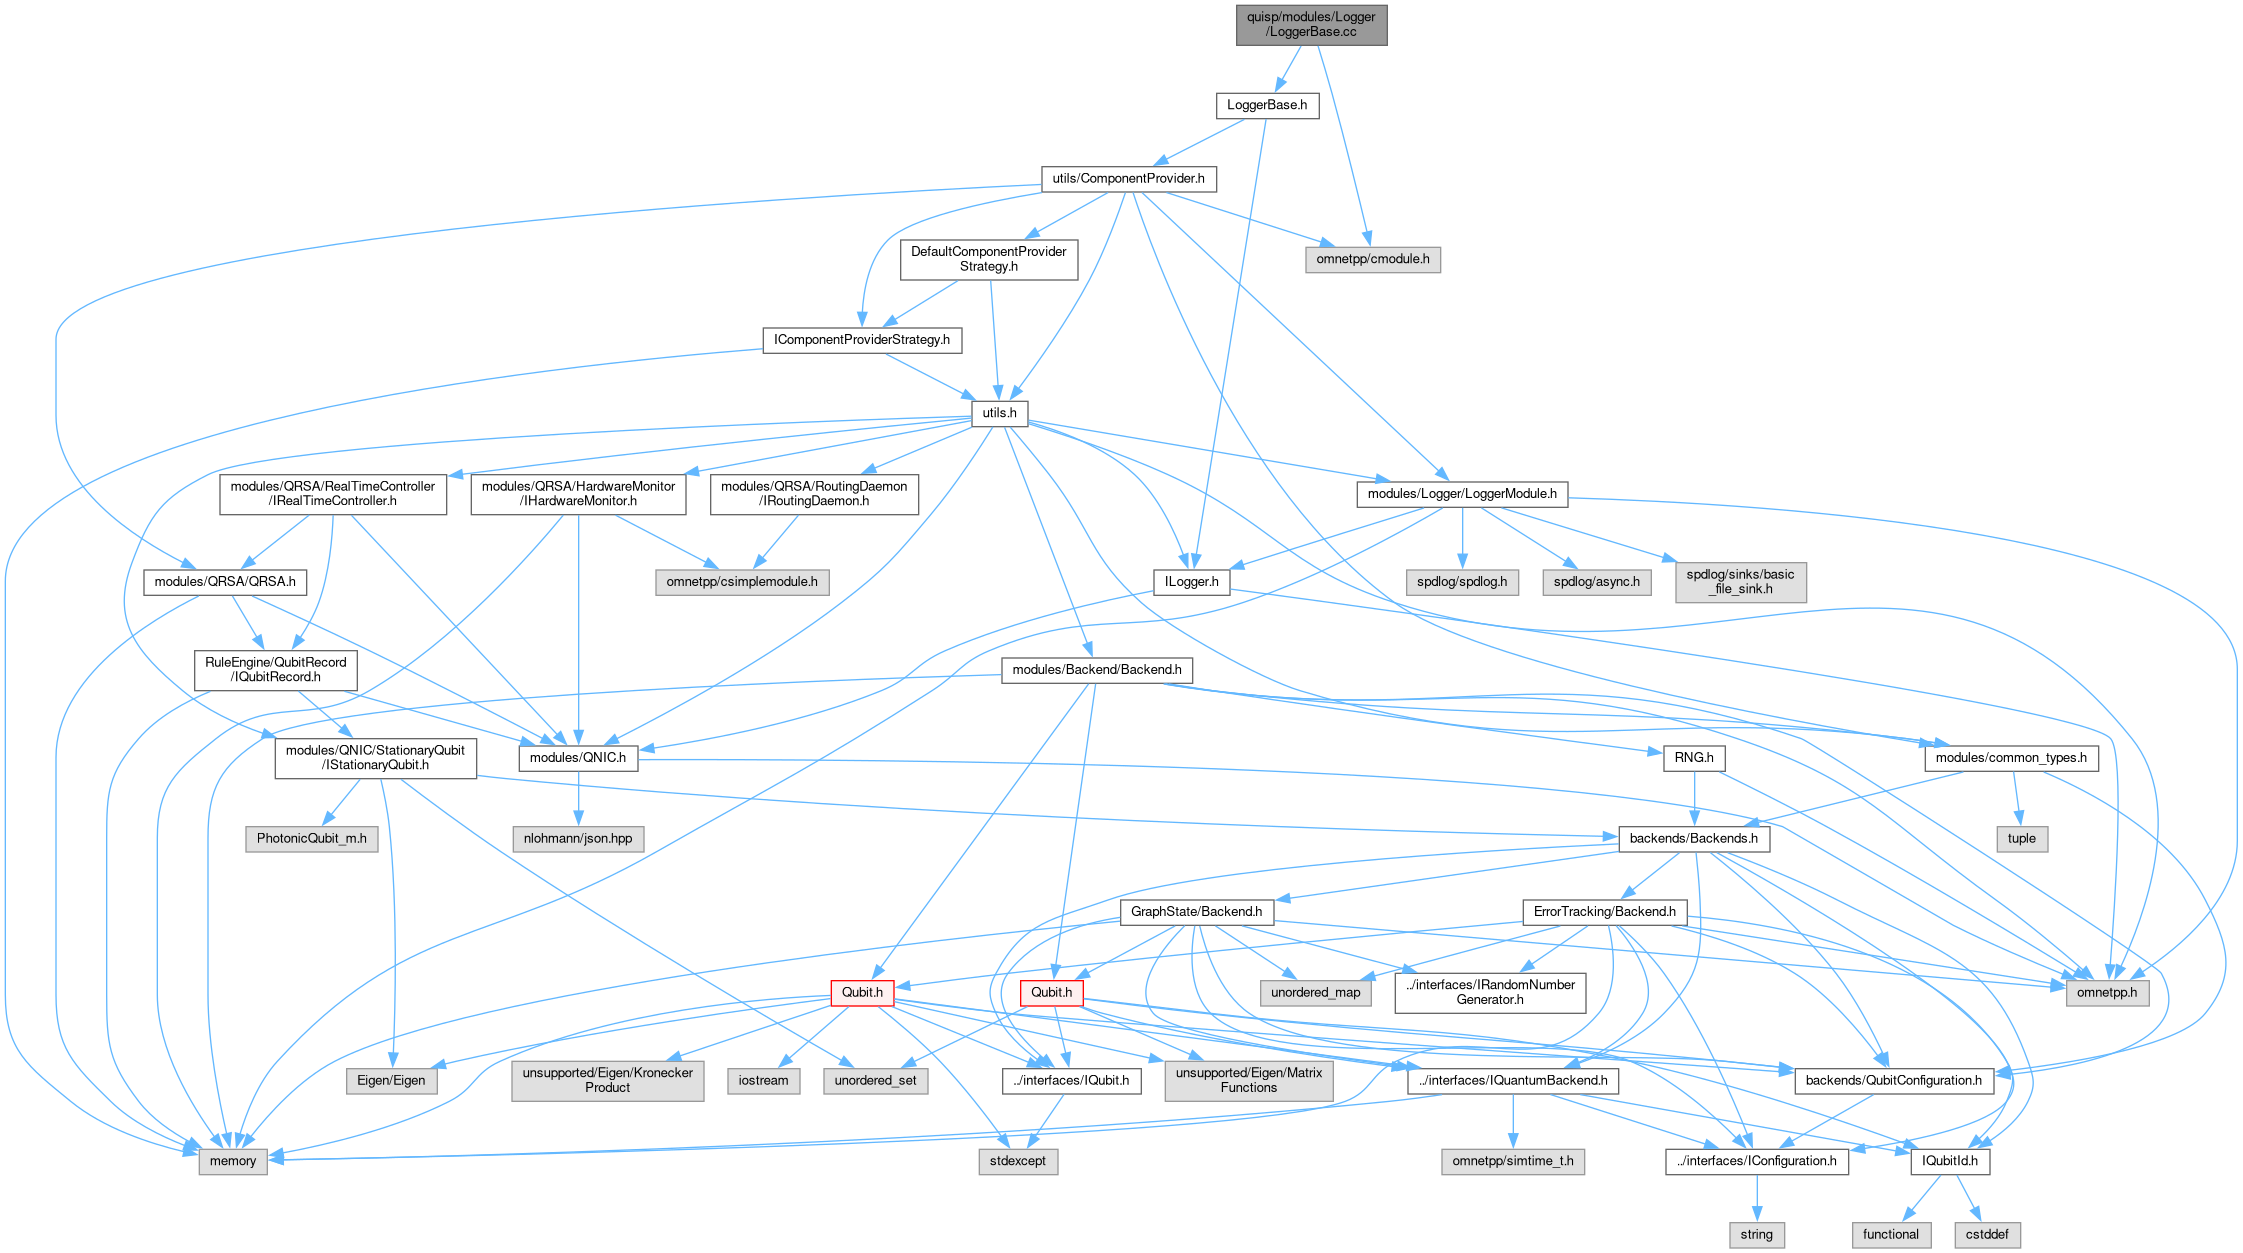 quisp/modules/Logger
/LoggerBase.cc
LoggerBase.h
utils/ComponentProvider.h
DefaultComponentProvider
Strategy.h
omnetpp/cmodule.h
IComponentProviderStrategy.h
utils.h
modules/QRSA/RealTimeController
/IRealTimeController.h
modules/QRSA/HardwareMonitor
/IHardwareMonitor.h
modules/QRSA/RoutingDaemon
/IRoutingDaemon.h
modules/Logger/LoggerModule.h
modules/QRSA/QRSA.h
omnetpp/csimplemodule.h
ILogger.h
spdlog/spdlog.h
spdlog/async.h
spdlog/sinks/basic
_file_sink.h
RuleEngine/QubitRecord
/IQubitRecord.h
modules/Backend/Backend.h
modules/QNIC/StationaryQubit
/IStationaryQubit.h
modules/QNIC.h
RNG.h
modules/common_types.h
PhotonicQubit_m.h
nlohmann/json.hpp
backends/Backends.h
tuple
GraphState/Backend.h
ErrorTracking/Backend.h
Qubit.h
Qubit.h
unordered_map
../interfaces/IRandomNumber
Generator.h
omnetpp.h
Eigen/Eigen
unsupported/Eigen/Kronecker
Product
iostream
unordered_set
../interfaces/IQubit.h
unsupported/Eigen/Matrix
Functions
../interfaces/IQuantumBackend.h
backends/QubitConfiguration.h
memory
stdexcept
omnetpp/simtime_t.h
../interfaces/IConfiguration.h
IQubitId.h
string
functional
cstddef